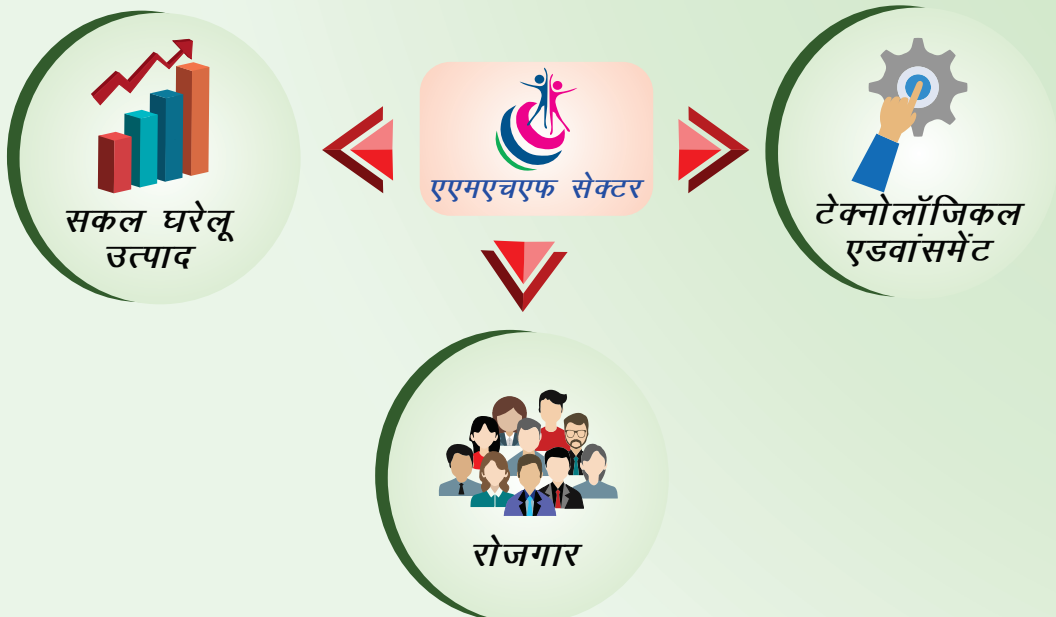 सकल घरेलू
उत्पाद
एएमएचएफ सेक्टर
टेक्नोलॉजिकल
एडवांसमेंट
रोजगार